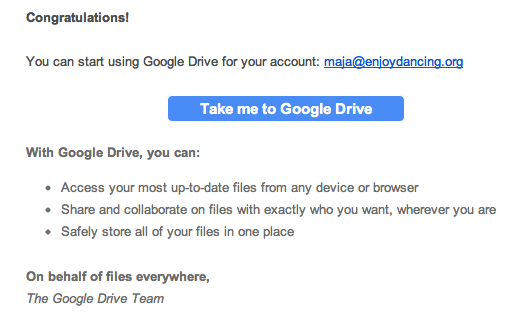 Congratulations!
You can start using Google Drive for your account: maja@enjoydancing.org
Take me to Google Drive
With Google Drive, you can:
• Access your most up-to-date files from any device or browser
• Share and collaborate on files with exactly who you want, wherever you are
• Safely store all of your files in one place
On behalf of files everywhere,
The Google Drive Team